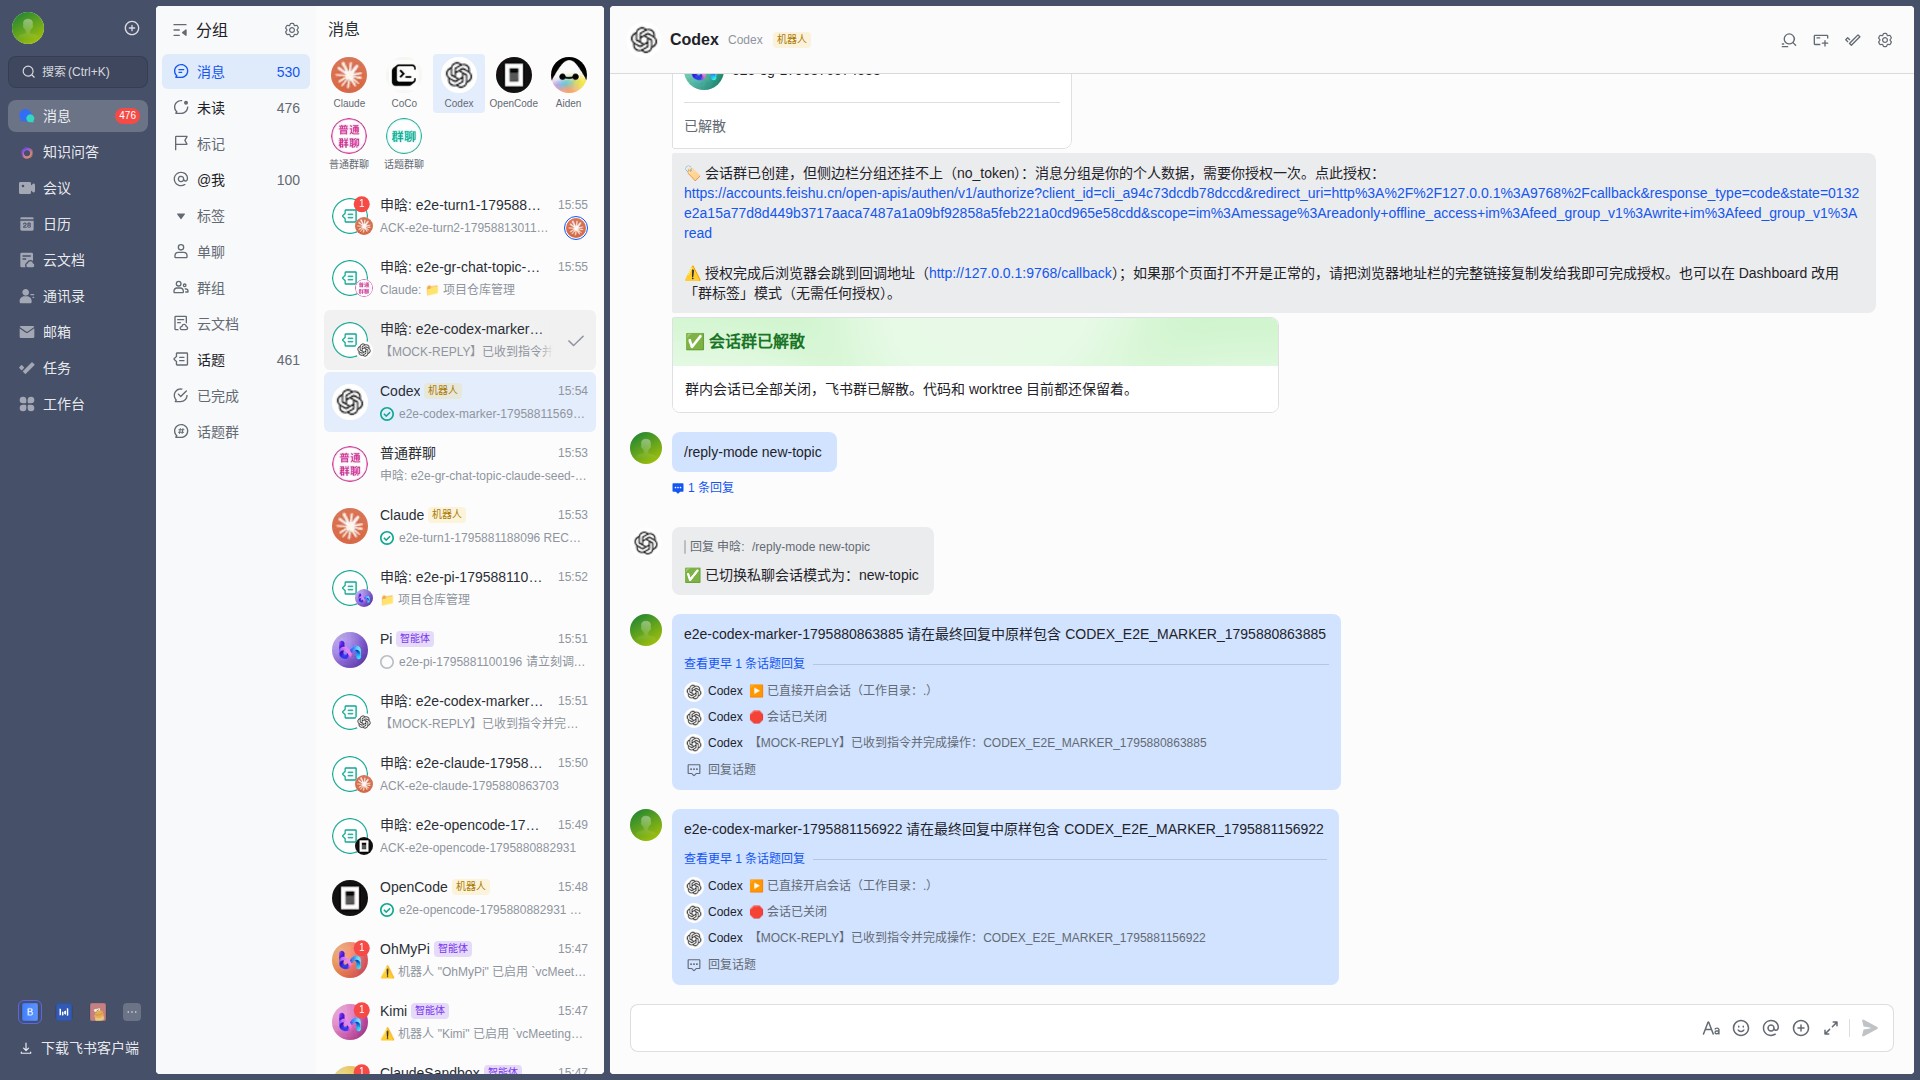 搜索 (Ctrl+K)
消息
476
知识问答
会议
日历
云文档
通讯录
邮箱
任务
工作台
下载飞书客户端
分组
消息 530
未读 476
标记
@我 100
标签
单聊
群组
云文档
话题 461
已完成
话题群
消息
Claude
CoCo
Codex
OpenCode
Aiden
普通群聊
普通群聊
群聊
话题群聊
1
申晗: e2e-turn1-179588… 15:55
ACK-e2e-turn2-17958813011…
申晗: e2e-gr-chat-topic-… 15:55
Claude: 📁 项目仓库管理
申晗: e2e-codex-marker…
【MOCK-REPLY】已收到指令并
Codex 机器人 15:54
e2e-codex-marker-17958811569…
普通群聊
普通群聊 15:53
申晗: e2e-gr-chat-topic-claude-seed-…
Claude 机器人 15:53
e2e-turn1-1795881188096 REC…
申晗: e2e-pi-179588110… 15:52
📁 项目仓库管理
Pi 智能体 15:51
e2e-pi-1795881100196 请立刻调…
申晗: e2e-codex-marker… 15:51
【MOCK-REPLY】已收到指令并完…
申晗: e2e-claude-17958… 15:50
ACK-e2e-claude-1795880863703
申晗: e2e-opencode-17… 15:49
ACK-e2e-opencode-1795880882931
OpenCode 机器人 15:48
e2e-opencode-1795880882931 …
1
OhMyPi 智能体 15:47
⚠️ 机器人 "OhMyPi" 已启用 `vcMeet…
1
Kimi 智能体 15:47
⚠️ 机器人 "Kimi" 已启用 `vcMeeting…
1
ClaudeSandbox 智能体 15:47
Codex Codex 机器人
已解散
🏷️ 会话群已创建，但侧边栏分组还挂不上（no_token）：消息分组是你的个人数据，需要你授权一次。点此授权：
https://accounts.feishu.cn/open-apis/authen/v1/authorize?client_id=cli_a94c73dcdb78dccd&redirect_uri=http%3A%2F%2F127.0.0.1%3A9768%2Fcallback&response_type=code&state=0132
e2a15a77d8d449b3717aaca7487a1a09bf92858a5feb221a0cd965e58cdd&scope=im%3Amessage%3Areadonly+offline_access+im%3Afeed_group_v1%3Awrite+im%3Afeed_group_v1%3A
read
⚠️ 授权完成后浏览器会跳到回调地址（http://127.0.0.1:9768/callback）；如果那个页面打不开是正常的，请把浏览器地址栏的完整链接复制发给我即可完成授权。也可以在 Dashboard 改用
「群标签」模式（无需任何授权）。
✅ 会话群已解散
群内会话已全部关闭，飞书群已解散。代码和 worktree 目前都还保留着。
/reply-mode new-topic
1 条回复
回复 申晗: /reply-mode new-topic
✅ 已切换私聊会话模式为：new-topic
e2e-codex-marker-1795880863885 请在最终回复中原样包含 CODEX_E2E_MARKER_1795880863885
查看更早 1 条话题回复
Codex ▶️ 已直接开启会话（工作目录：.）
Codex 🛑 会话已关闭
Codex 【MOCK-REPLY】已收到指令并完成操作：CODEX_E2E_MARKER_1795880863885
回复话题
e2e-codex-marker-1795881156922 请在最终回复中原样包含 CODEX_E2E_MARKER_1795881156922
查看更早 1 条话题回复
Codex ▶️ 已直接开启会话（工作目录：.）
Codex 🛑 会话已关闭
Codex 【MOCK-REPLY】已收到指令并完成操作：CODEX_E2E_MARKER_1795881156922
回复话题